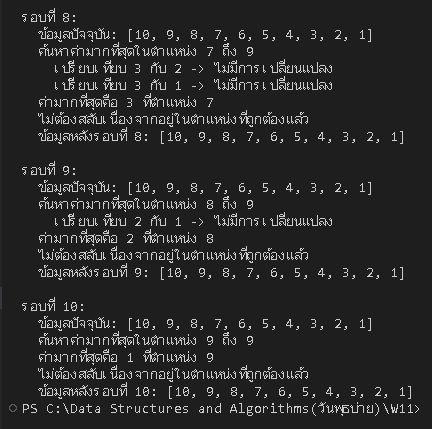 รอบที่ 8:
ข้อมูลปัจจุบัน: [10, 9, 8, 7, 6, 5, 4, 3, 2, 1]
ค้นหาค่ามากที่สุดในตำแหน่ง 7 ถึง 9
เปรียบเทียบ 3 กับ 2 -> ไม่มีการเปลี่ยนแปลง
เปรียบเทียบ 3 กับ 1 -> ไม่มีการเปลี่ยนแปลง
ค่ามากที่สุดคือ 3 ที่ตำแหน่ง 7
ไม่ต้องสลับเนื่องจากอยู่ในตำแหน่งที่ถูกต้องแล้ว
ข้อมูลหลังรอบที่ 8: [10, 9, 8, 7, 6, 5, 4, 3, 2, 1]
รอบที่ 9:
ข้อมูลปัจจุบัน: [10, 9, 8, 7, 6, 5, 4, 3, 2, 1]
ค้นหาค่ามากที่สุดในตำแหน่ง 8 ถึง 9
เปรียบเทียบ 2 กับ 1 -> ไม่มีการเปลี่ยนแปลง
ค่ามากที่สุดคือ 2 ที่ตำแหน่ง 8
ไม่ต้องสลับเนื่องจากอยู่ในตำแหน่งที่ถูกต้องแล้ว
ข้อมูลหลังรอบที่ 9: [10, 9, 8, 7, 6, 5, 4, 3, 2, 1]
รอบที่ 10:
ข้อมูลปัจจุบัน: [10, 9, 8, 7, 6, 5, 4, 3, 2, 1]
ค้นหาค่ามากที่สุดในตำแหน่ง 9 ถึง 9
ค่ามากที่สุดคือ 1 ที่ตำแหน่ง 9
ไม่ต้องสลับเนื่องจากอยู่ในตำแหน่งที่ถูกต้องแล้ว
ข้อมูลหลังรอบที่ 10: [10, 9, 8, 7, 6, 5, 4, 3, 2, 1]
PS C:\Data Structures and Algorithms(วันพุธบ่าย)\W11>